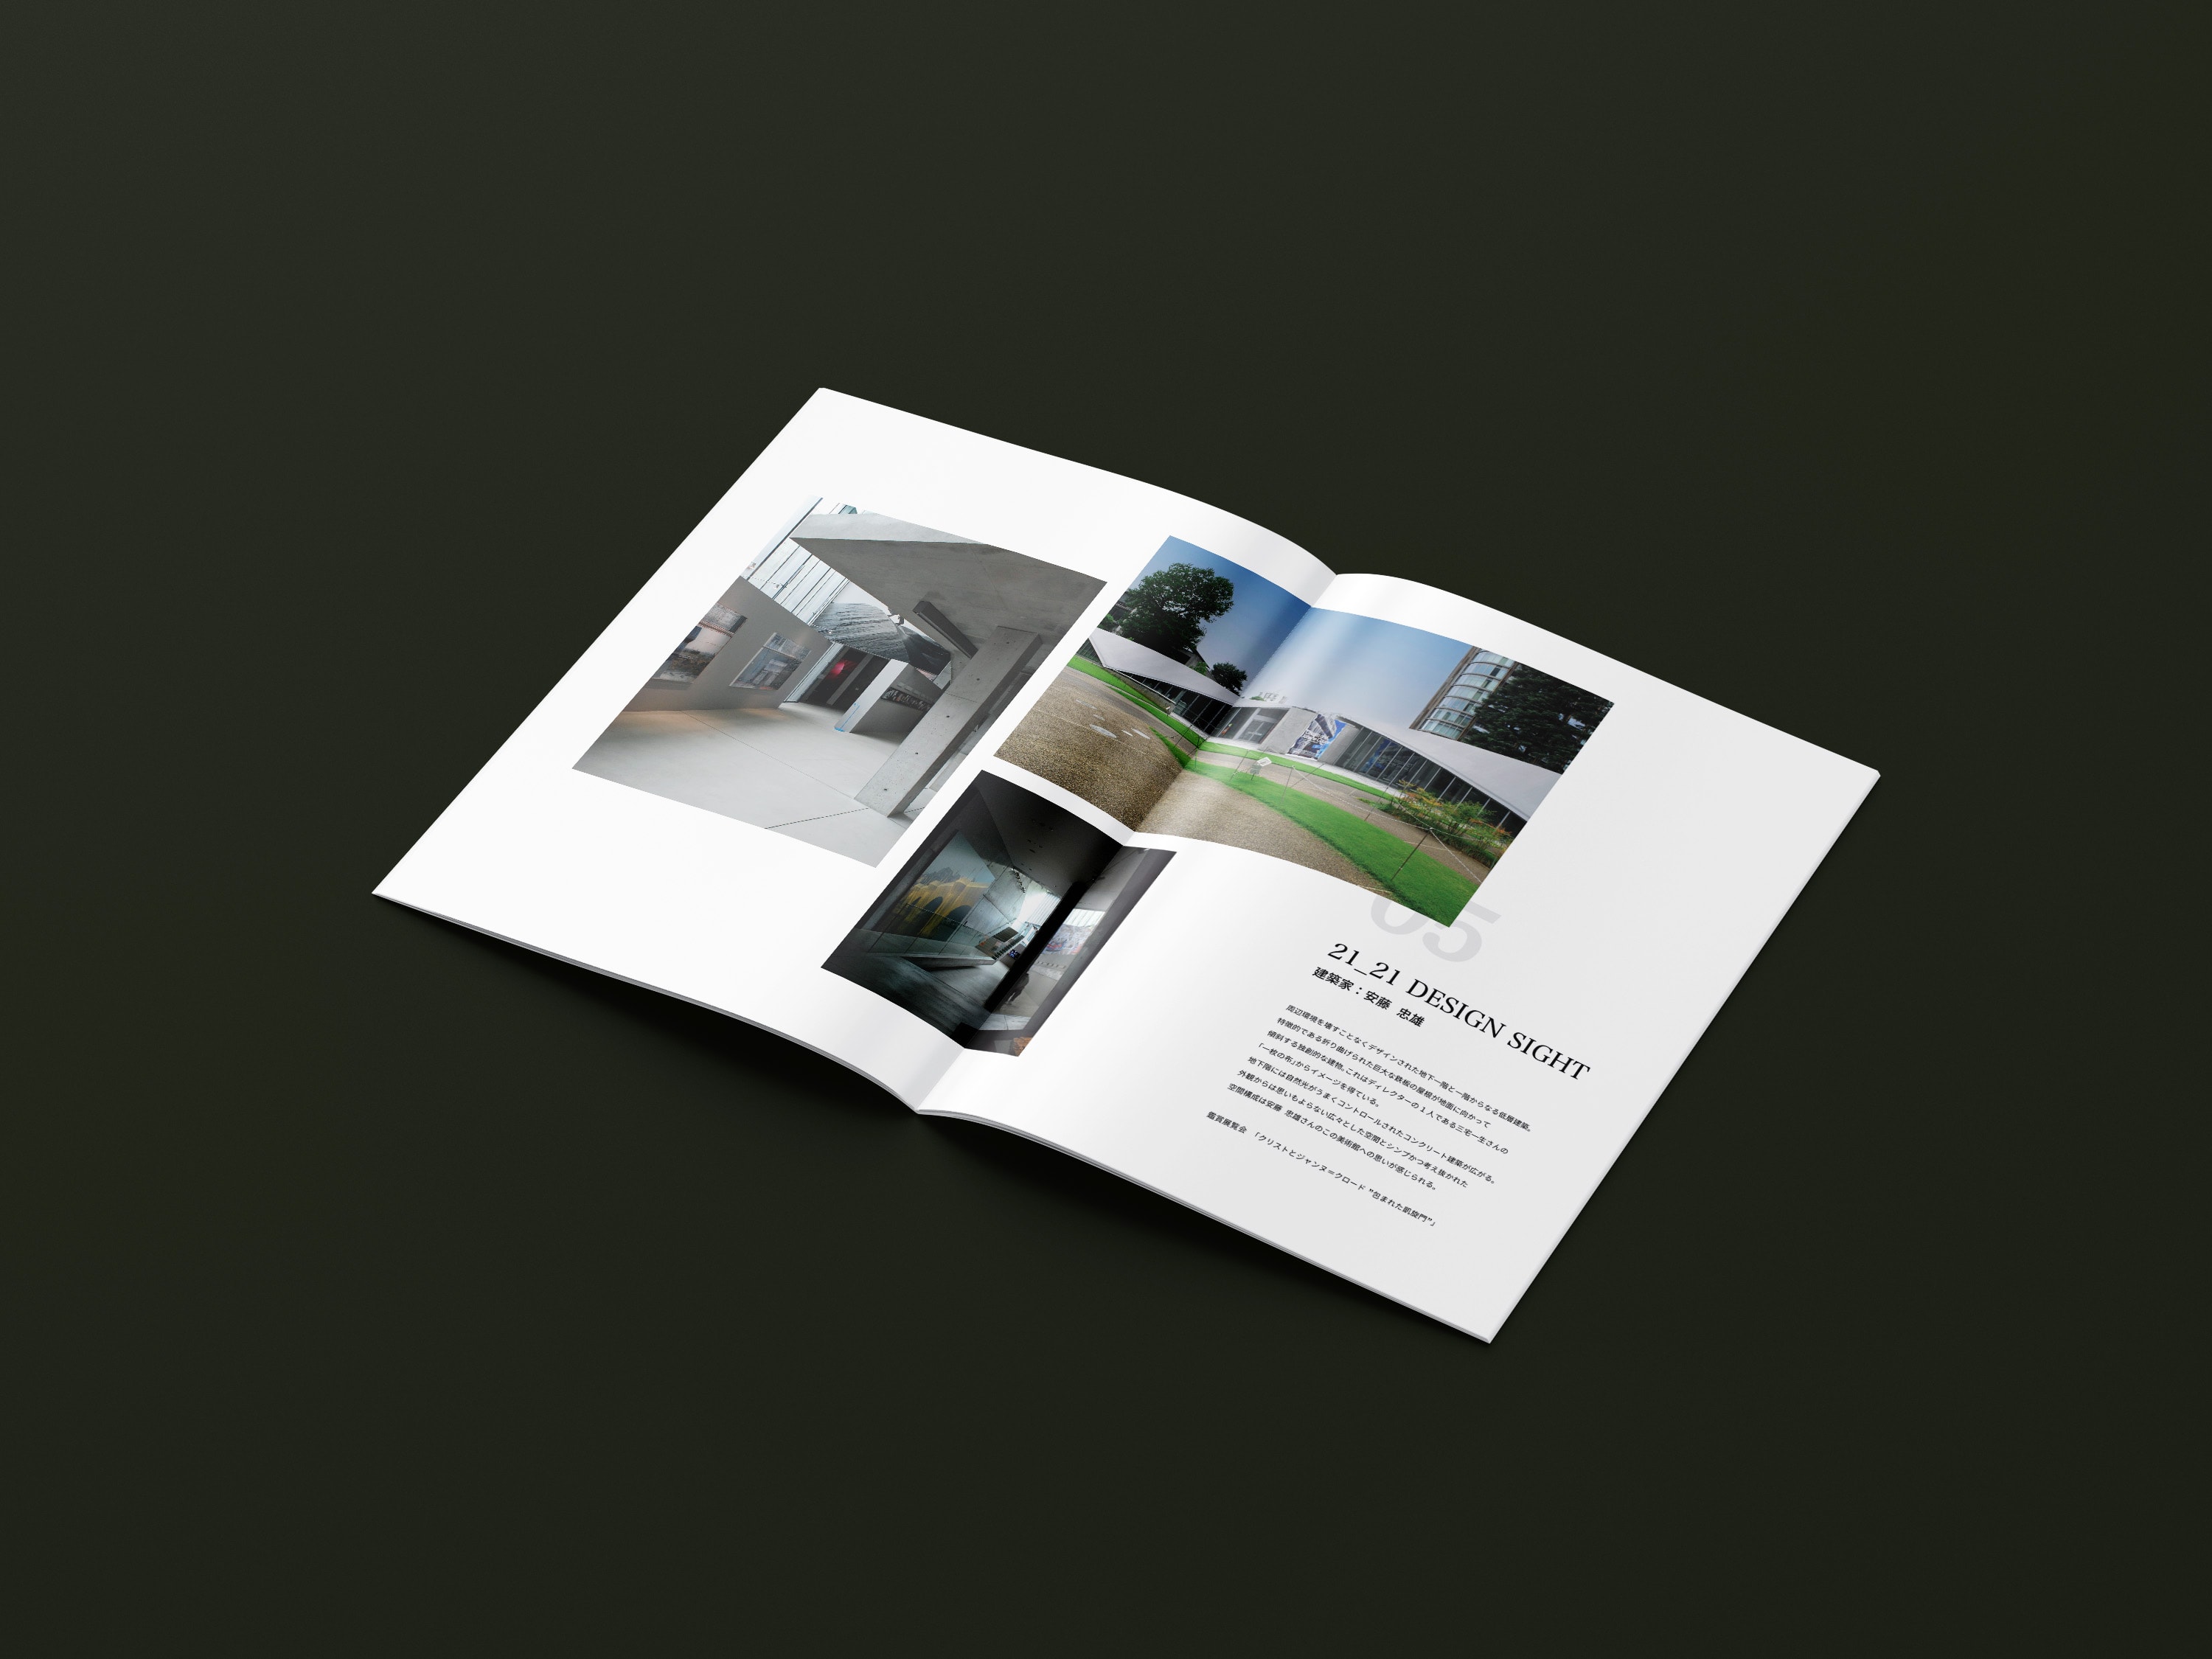 05
21_21 DESIGN SIGHT
建築家：安藤 忠雄
周辺環境を壊すことなくデザインされた地下一階と一階からなる低層建築。
特徴的である折り曲げられた巨大な鉄板の屋根が地面に向かって
傾斜する独創的な建物。これはディレクターの1人である三宅一生さんの
「一枚の布」からイメージを得ている。
地下階には自然光がうまくコントロールされたコンクリート建築が広がる。
外観からは思いもよらない広々とした空間とシンプルかつ考え抜かれた
空間構成は安藤 忠雄さんのこの美術館への思いが感じられる。
鑑賞展覧会 「クリストとジャンヌ=クロード "包まれた凱旋門"」